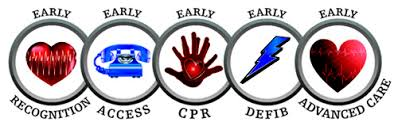 EARLY
RECOGNITION
EARLY
ACCESS
EARLY
CPR
EARLY
DEFIB
EARLY
ADVANCED CARE